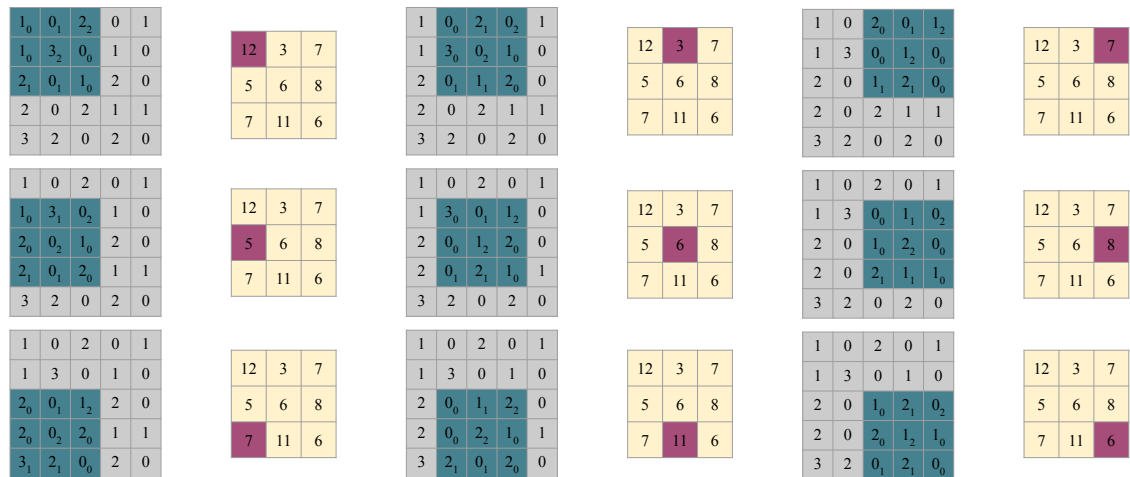 1₀ 0₁ 2₂ 0 1
1₀ 3₂ 0₀ 1 0
2₁ 0₁ 1₀ 2 0
2 0 2 1 1
3 2 0 2 0
12 3 7
5 6 8
7 11 6
1 0₀ 2₁ 0₂ 1
1 3₀ 0₂ 1₀ 0
2 0₁ 1₁ 2₀ 0
2 0 2 1 1
3 2 0 2 0
12 3 7
5 6 8
7 11 6
1 0 2₀ 0₁ 1₂
1 3 0₀ 1₂ 0₀
2 0 1₁ 2₁ 0₀
2 0 2 1 1
3 2 0 2 0
12 3 7
5 6 8
7 11 6
1 0 2 0 1
1₀ 3₁ 0₂ 1 0
2₀ 0₂ 1₀ 2 0
2₁ 0₁ 2₀ 1 1
3 2 0 2 0
12 3 7
5 6 8
7 11 6
1 0 2 0 1
1 3₀ 0₁ 1₂ 0
2 0₀ 1₂ 2₀ 0
2 0₁ 2₁ 1₀ 1
3 2 0 2 0
12 3 7
5 6 8
7 11 6
1 0 2 0 1
1 3 0₀ 1₁ 0₂
2 0 1₀ 2₂ 0₀
2 0 2₁ 1₁ 1₀
3 2 0 2 0
12 3 7
5 6 8
7 11 6
1 0 2 0 1
1 3 0 1 0
2₀ 0₁ 1₂ 2 0
2₀ 0₂ 2₀ 1 1
3₁ 2₁ 0₀ 2 0
12 3 7
5 6 8
7 11 6
1 0 2 0 1
1 3 0 1 0
2 0₀ 1₁ 2₂ 0
2 0₀ 2₂ 1₀ 1
3 2₁ 0₁ 2₀ 0
12 3 7
5 6 8
7 11 6
1 0 2 0 1
1 3 0 1 0
2 0 1₀ 2₁ 0₂
2 0 2₀ 1₂ 1₀
3 2 0₁ 2₁ 0₀
12 3 7
5 6 8
7 11 6